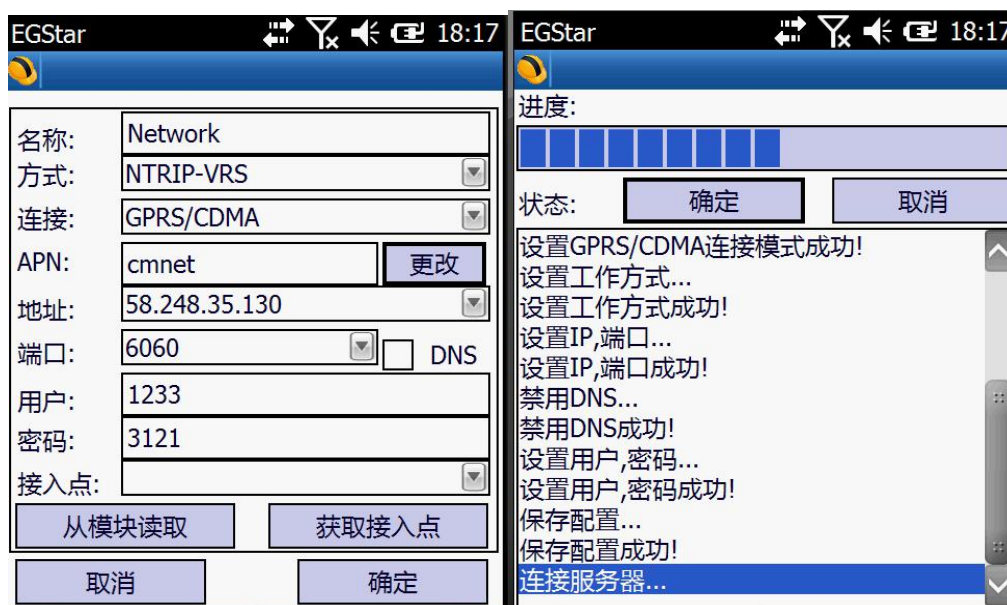 EGStar 18:17
名称: Network
方式: NTRIP-VRS
连接: GPRS/CDMA
APN: cmnet 更改
地址: 58.248.35.130
端口: 6060 DNS
用户: 1233
密码: 3121
接入点:
从模块读取 获取接入点
取消 确定
EGStar 18:17
进度:
状态: 确定 取消
设置GPRS/CDMA连接模式成功!
设置工作方式...
设置工作方式成功!
设置IP,端口...
设置IP,端口成功!
禁用DNS...
禁用DNS成功!
设置用户,密码...
设置用户,密码成功!
保存配置...
保存配置成功!
连接服务器...